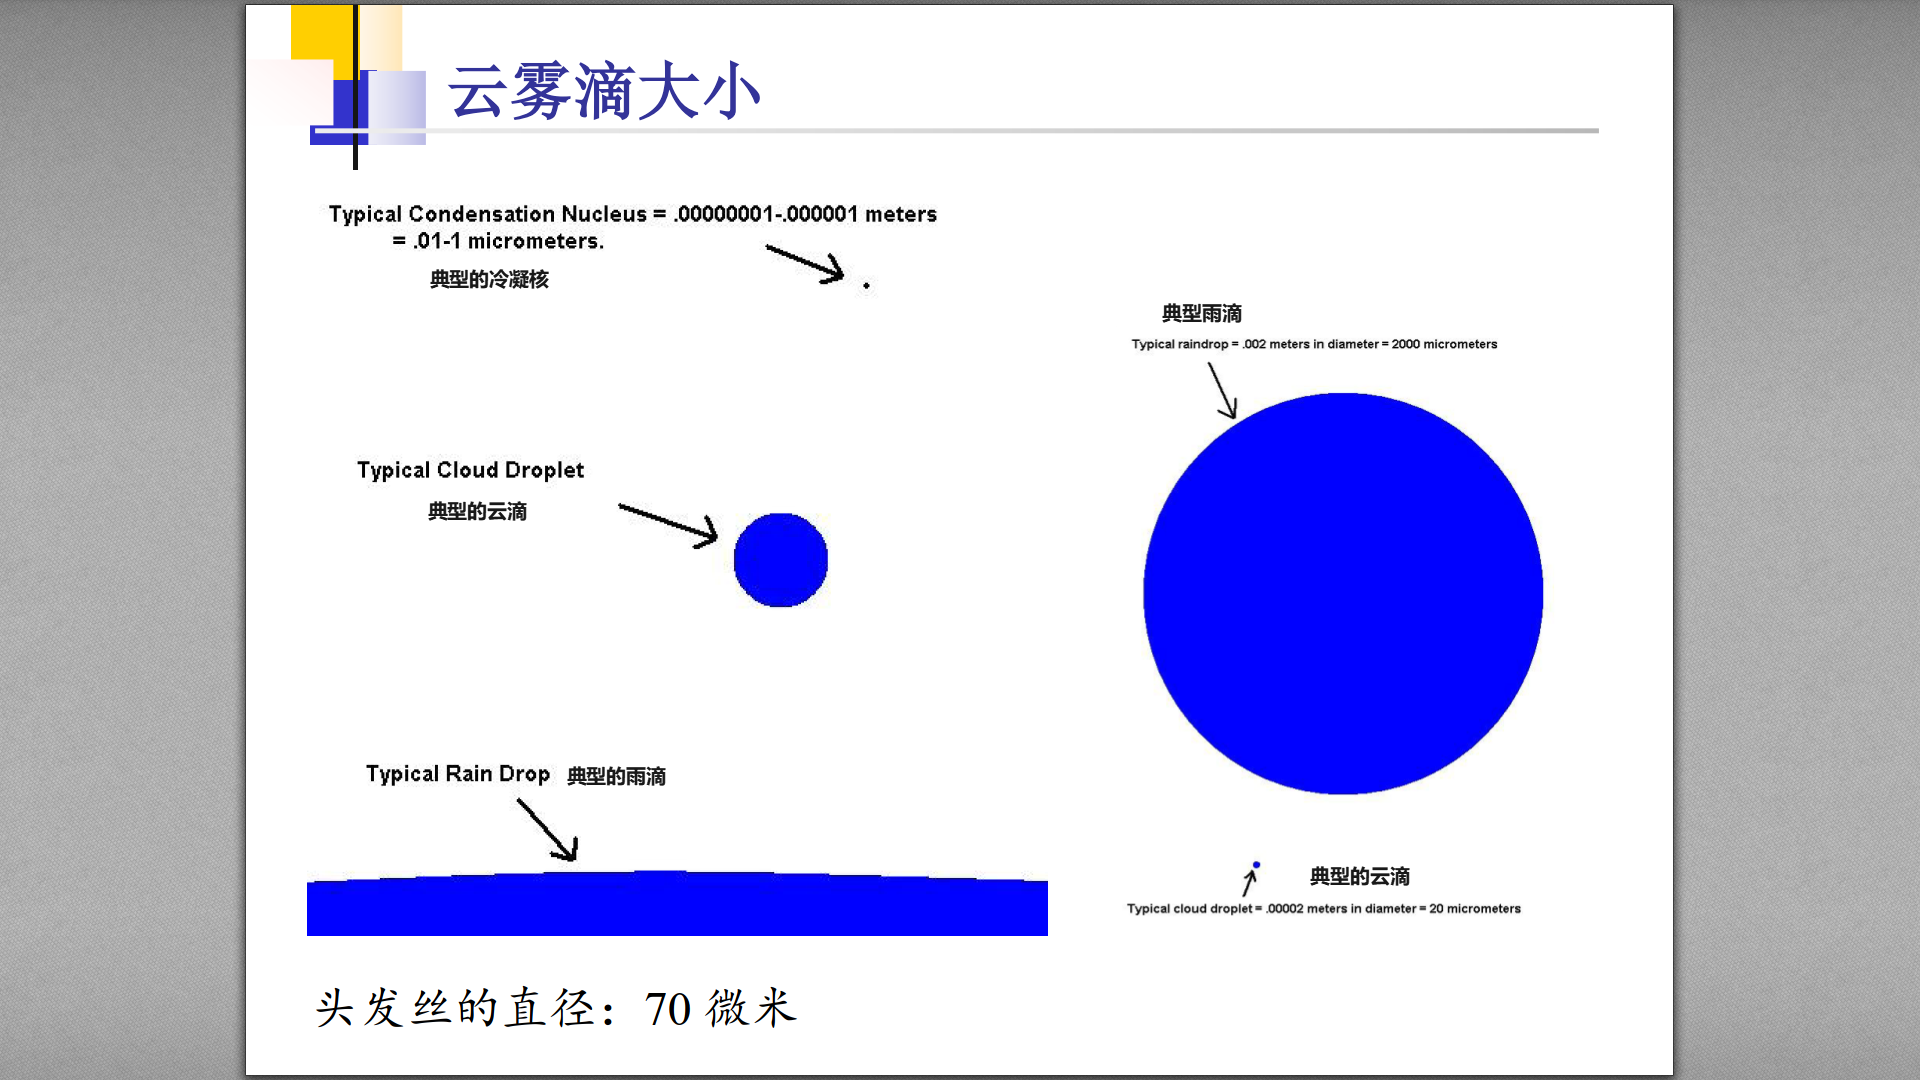 云雾滴大小
Typical Condensation Nucleus = .00000001-.000001 meters
= .01-1 micrometers.
典型的冷凝核
Typical Cloud Droplet
典型的云滴
Typical Rain Drop 典型的雨滴
典型雨滴
Typical raindrop = .002 meters in diameter = 2000 micrometers
典型的云滴
Typical cloud droplet = .00002 meters in diameter = 20 micrometers
头发丝的直径：70 微米